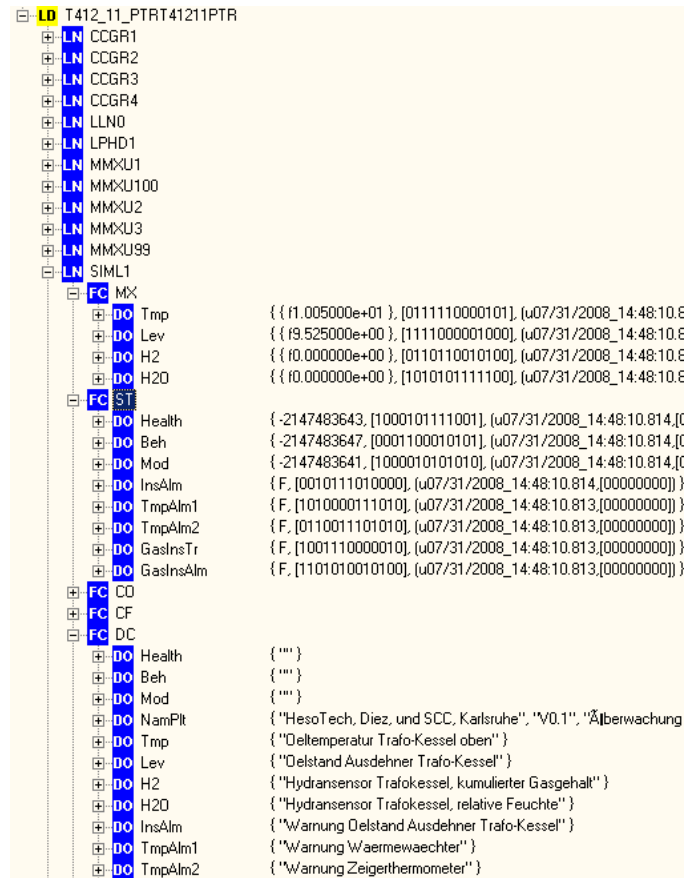 LD T412_11_PTRT41211PTR
LN CCGR1
LN CCGR2
LN CCGR3
LN CCGR4
LN LLN0
LN LPHD1
LN MMXU1
LN MMXU100
LN MMXU2
LN MMXU3
LN MMXU99
LN SIML1
FC MX
DO Tmp { { f1.005000e+01 }, [0111110000101], (u07/31/2008_14:48:10.8
DO Lev { { f9.525000e+00 }, [1111000001000], (u07/31/2008_14:48:10.8
DO H2 { { f0.000000e+00 }, [0110110010100], (u07/31/2008_14:48:10.8
DO H2O { { f0.000000e+00 }, [1010101111100], (u07/31/2008_14:48:10.8
FC ST
DO Health { -2147483643, [1000101111001], (u07/31/2008_14:48:10.814,[0
DO Beh { -2147483647, [0001100010101], (u07/31/2008_14:48:10.814,[0
DO Mod { -2147483641, [1000010101010], (u07/31/2008_14:48:10.814,[0
DO InsAlm { F, [0010111010000], (u07/31/2008_14:48:10.814,[00000000]) }
DO TmpAlm1 { F, [1010000111010], (u07/31/2008_14:48:10.813,[00000000]) }
DO TmpAlm2 { F, [0110011101010], (u07/31/2008_14:48:10.813,[00000000]) }
DO GasInsTr { F, [1001110000010], (u07/31/2008_14:48:10.813,[00000000]) }
DO GasInsAlm { F, [1101010010100], (u07/31/2008_14:48:10.813,[00000000]) }
FC CO
FC CF
FC DC
DO Health { "" }
DO Beh { "" }
DO Mod { "" }
DO NamPlt { "HesoTech, Diez, und SCC, Karlsruhe", "V0.1", "Ãlberwachung
DO Tmp { "Oeltemperatur Trafo-Kessel oben" }
DO Lev { "Oelstand Ausdehner Trafo-Kessel" }
DO H2 { "Hydransensor Trafokessel, kumulierter Gasgehalt" }
DO H2O { "Hydransensor Trafokessel, relative Feuchte" }
DO InsAlm { "Warnung Oelstand Ausdehner Trafo-Kessel" }
DO TmpAlm1 { "Warnung Waermewaechter" }
DO TmpAlm2 { "Warnung Zeigerthermometer" }